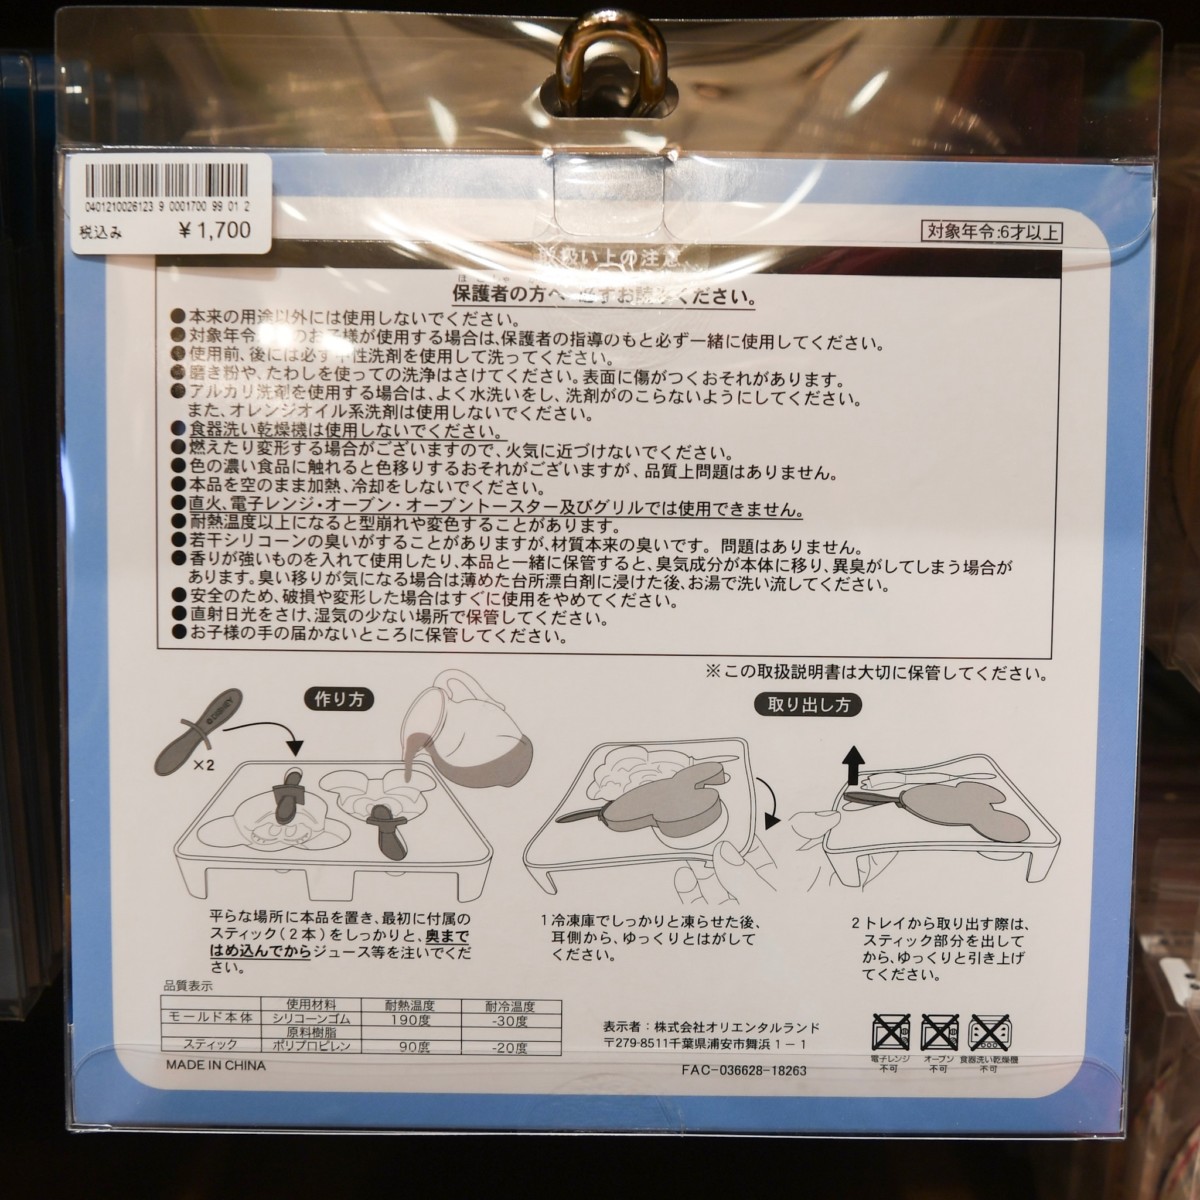 0401210026123 9 0001700 99 01 2
税込み ¥1,700
対象年令:6才以上
取扱い上の注意
ほごしゃ
保護者の方へ 必ずお読みください。
●本来の用途以外には使用しないでください。
●対象年令 のお子様が使用する場合は、保護者の指導のもと必ず一緒に使用してください。
●使用前、後には必ず中性洗剤を使用して洗ってください。
●磨き粉や、たわしを使っての洗浄はさけてください。表面に傷がつくおそれがあります。
●アルカリ洗剤を使用する場合は、よく水洗いをし、洗剤がのこらないようにしてください。
また、オレンジオイル系洗剤は使用しないでください。
●食器洗い乾燥機は使用しないでください。
●燃えたり変形する場合がございますので、火気に近づけないでください。
●色の濃い食品に触れると色移りするおそれがございますが、品質上問題はありません。
●本品を空のまま加熱、冷却をしないでください。
●直火、電子レンジ・オーブン・オーブントースター及びグリルでは使用できません。
●耐熱温度以上になると型崩れや変色することがあります。
●若干シリコーンの臭いがすることがありますが、材質本来の臭いです。問題はありません。
●香りが強いものを入れて使用したり、本品と一緒に保管すると、臭気成分が本体に移り、異臭がしてしまう場合が
あります。臭い移りが気になる場合は薄めた台所漂白剤に浸けた後、お湯で洗い流してください。
●安全のため、破損や変形した場合はすぐに使用をやめてください。
●直射日光をさけ、湿気の少ない場所で保管してください。
●お子様の手の届かないところに保管してください。
※この取扱説明書は大切に保管してください。
作り方
©DISNEY
×2
平らな場所に本品を置き、最初に付属の
スティック(2本)をしっかりと、奥まで
はめ込んでからジュース等を注いでくだ
さい。
取り出し方
1 冷凍庫でしっかりと凍らせた後、
耳側から、ゆっくりとはがして
ください。
2 トレイから取り出す際は、
スティック部分を出して
から、ゆっくりと引き上げ
てください。
品質表示
使用材料 耐熱温度 耐冷温度
モールド本体 シリコーンゴム 190度 -30度
原料樹脂
スティック ポリプロピレン 90度 -20度
MADE IN CHINA
表示者：株式会社オリエンタルランド
〒279-8511千葉県浦安市舞浜1－1
FAC-036628-18263
電子レンジ
不可
オーブン
不可
食器洗い乾燥機
不可